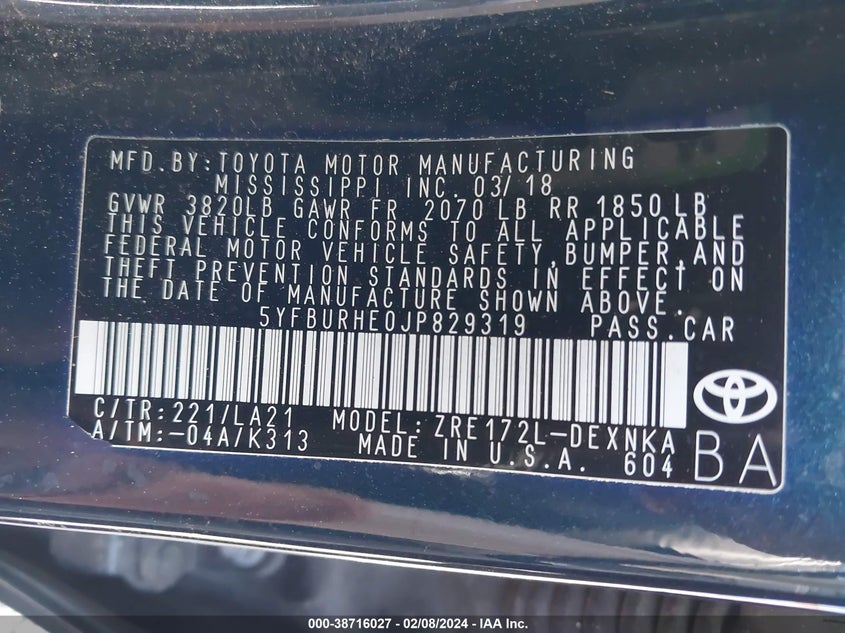 MFD.BY:TOYOTA MOTOR MANUFACTURING
MISSISSIPPI INC. 03/18
GVWR 3820LB GAWR FR 2070 LB RR 1850 LB
THIS VEHICLE CONFORMS TO ALL APPLICABLE
FEDERAL MOTOR VEHICLE SAFETY,BUMPER,AND
THEFT PREVENTION STANDARDS IN EFFECT ON
THE DATE OF MANUFACTURE SHOWN ABOVE.
5YFBURHE0JP829319 PASS.CAR
C/TR:221/LA21 MODEL:ZRE172L-DEXNKA
A/TM:-04A/K313 MADE IN U.S.A. 604
BA
000-38716027 - 02/08/2024 - IAA Inc.